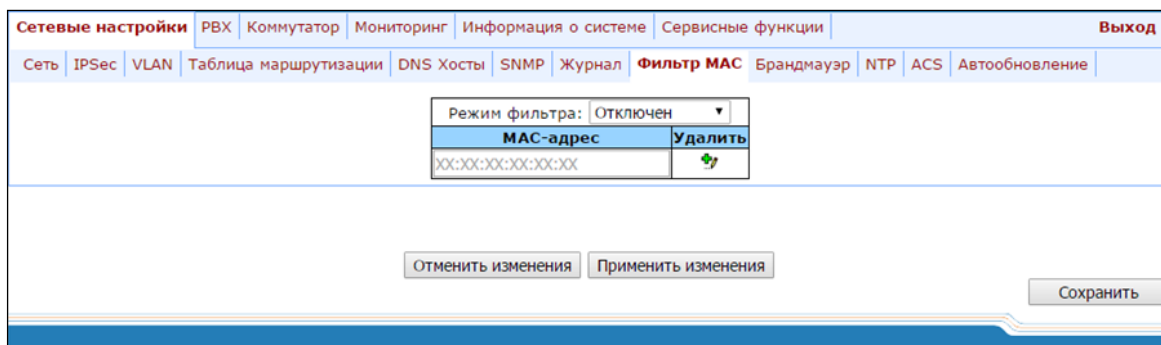 Сетевые настройки PBX Коммутатор Мониторинг Информация о системе Сервисные функции Выход
Сеть IPSec VLAN Таблица маршрутизации DNS Хосты SNMP Журнал Фильтр MAC Брандмауэр NTP ACS Автообновление
Режим фильтра: Отключен
MAC-адрес Удалить
XX:XX:XX:XX:XX:XX
Отменить изменения Применить изменения
Сохранить